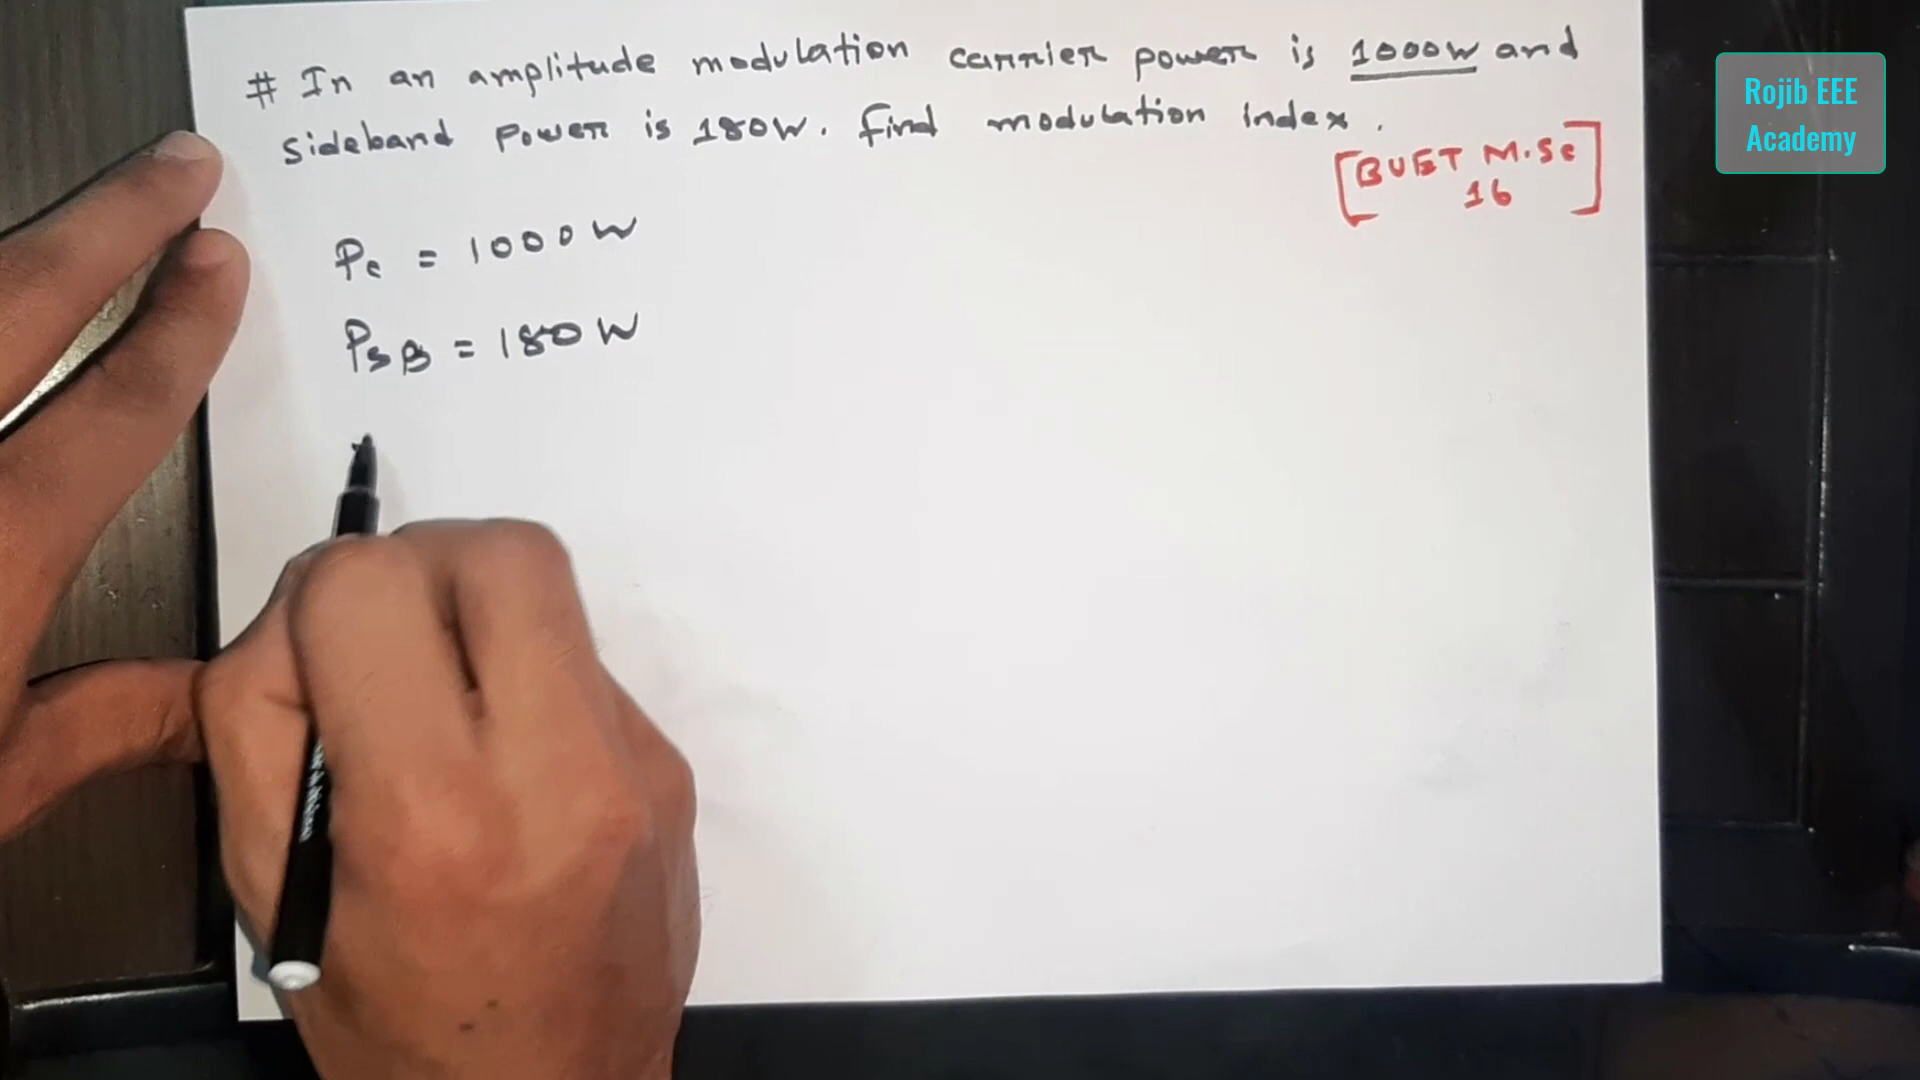 # In an amplitude modulation carrier power is 1000W and
sideband power is 180W. Find modulation index.
[BUET M.Sc
16]
Pc = 1000 W
PSB = 180 W
Rojib EEE
Academy